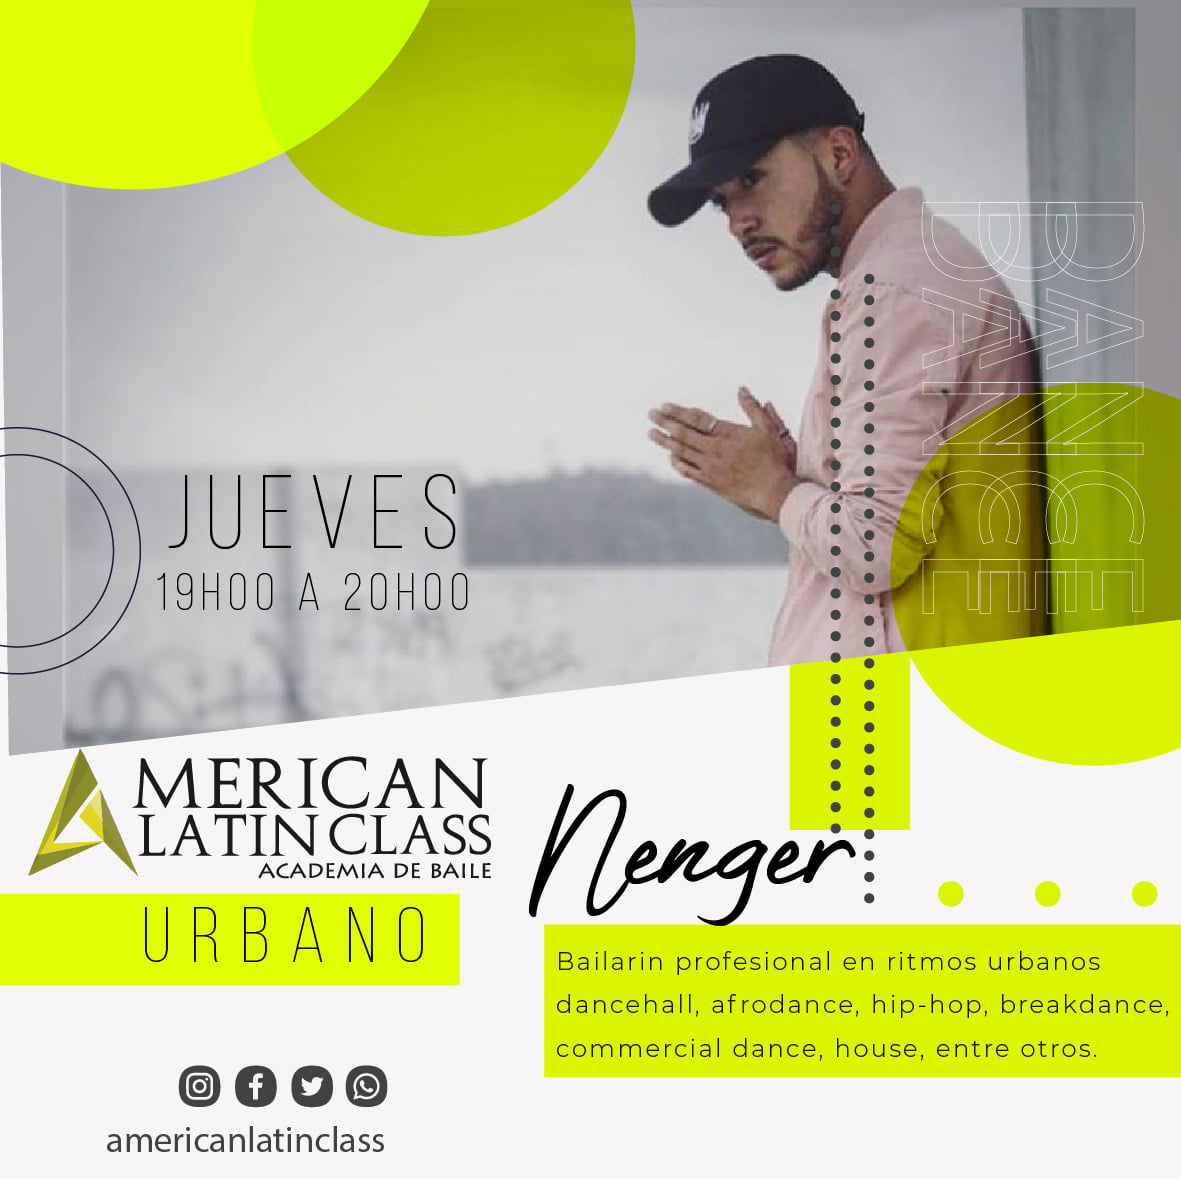 DANCE
DANCE
JUEVES
19H00 A 20H00
AMERICAN
LATIN CLASS
ACADEMIA DE BAILE
URBANO
Nenger
Bailarin profesional en ritmos urbanos
dancehall, afrodance, hip-hop, breakdance,
commercial dance, house, entre otros.
americanlatinclass